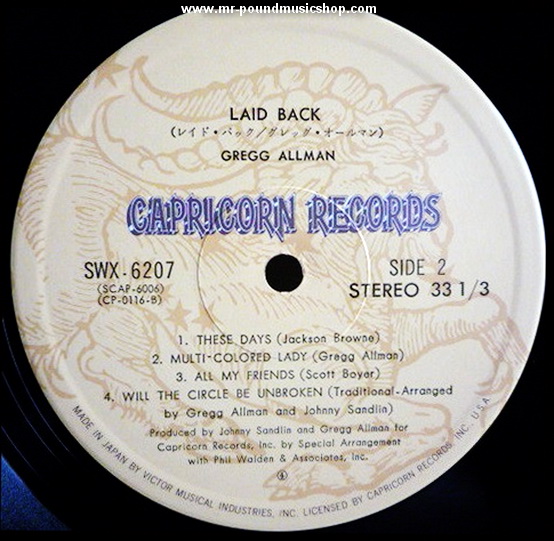 www.mr-poundmusicshop.com
LAID BACK
(レイド・バック/グレッグ・オールマン)
GREGG ALLMAN
CAPRICORN RECORDS
SWX-6207
(SCAP-6006)
(CP-0116-B)
SIDE 2
STEREO 33 1/3
1. THESE DAYS (Jackson Browne)
2. MULTI-COLORED LADY (Gregg Allman)
3. ALL MY FRIENDS (Scott Boyer)
4. WILL THE CIRCLE BE UNBROKEN (Traditional-Arranged
by Gregg Allman and Johnny Sandlin)
Produced by Johnny Sandlin and Gregg Allman for
Capricorn Records, Inc. by Special Arrangement
with Phil Walden & Associates, Inc.
MADE IN JAPAN BY VICTOR MUSICAL INDUSTRIES, INC. LICENSED BY CAPRICORN RECORDS INC. U.S.A